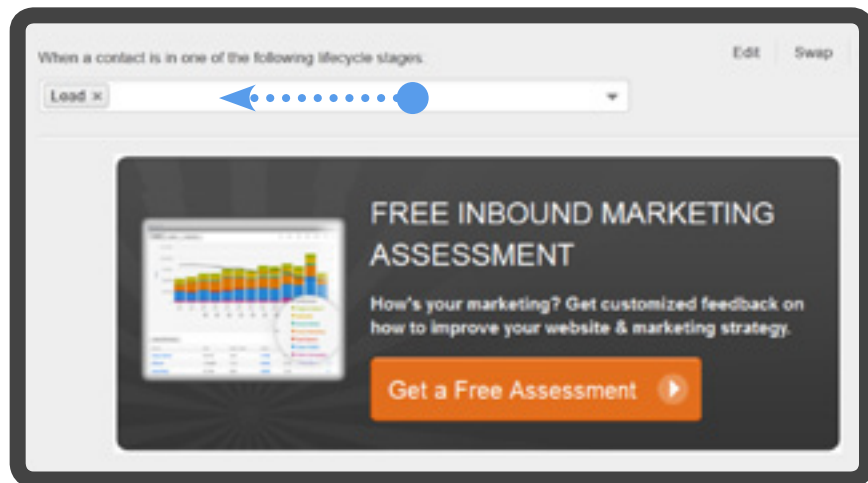 When a contact is in one of the following lifecycle stages:
Edit
Swap
Lead ×
FREE INBOUND MARKETING
ASSESSMENT
How's your marketing? Get customized feedback on
how to improve your website & marketing strategy.
Get a Free Assessment